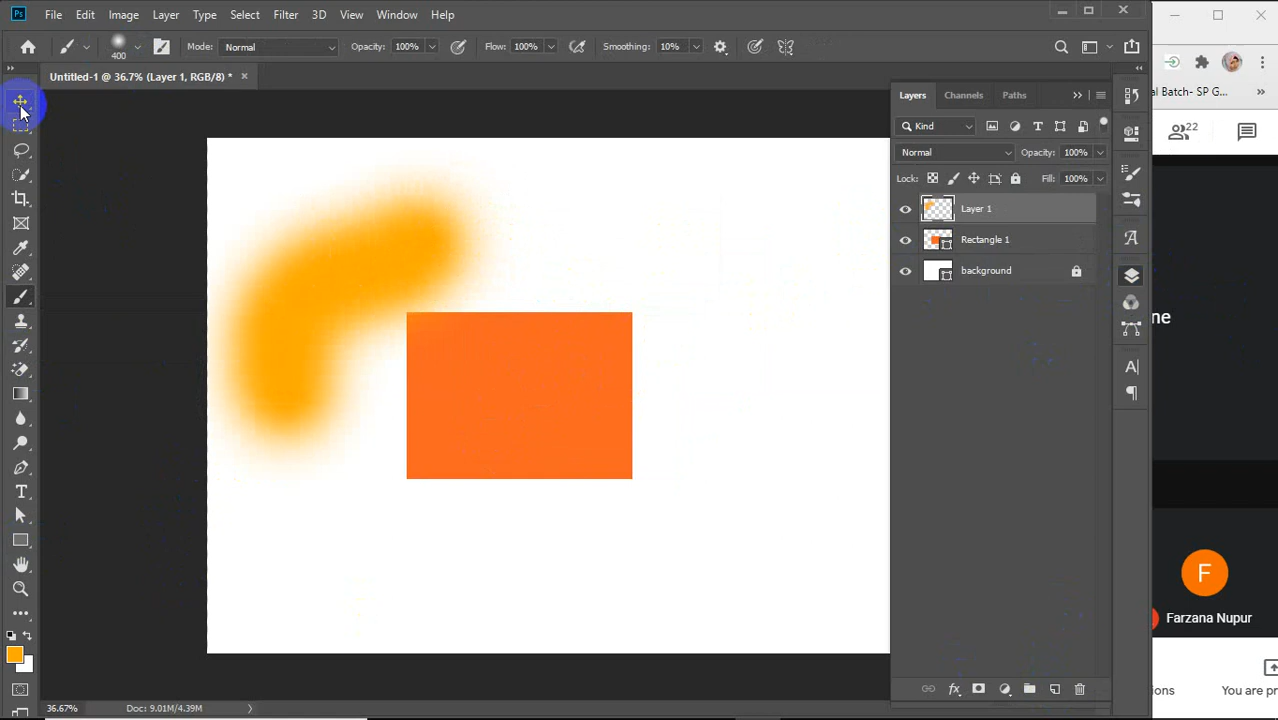 Ps File Edit Image Layer Type Select Filter 3D View Window Help
400 Mode: Normal Opacity: 100% Flow: 100% Smoothing: 10%
Untitled-1 @ 36.7% (Layer 1, RGB/8) *
al Batch- SP G...
Layers Channels Paths
Kind
22
Normal Opacity: 100%
Lock: Fill: 100%
Layer 1
Rectangle 1
background
ne
F
Farzana Nupur
36.67% Doc: 9.01M/4.39M
ions You are pr